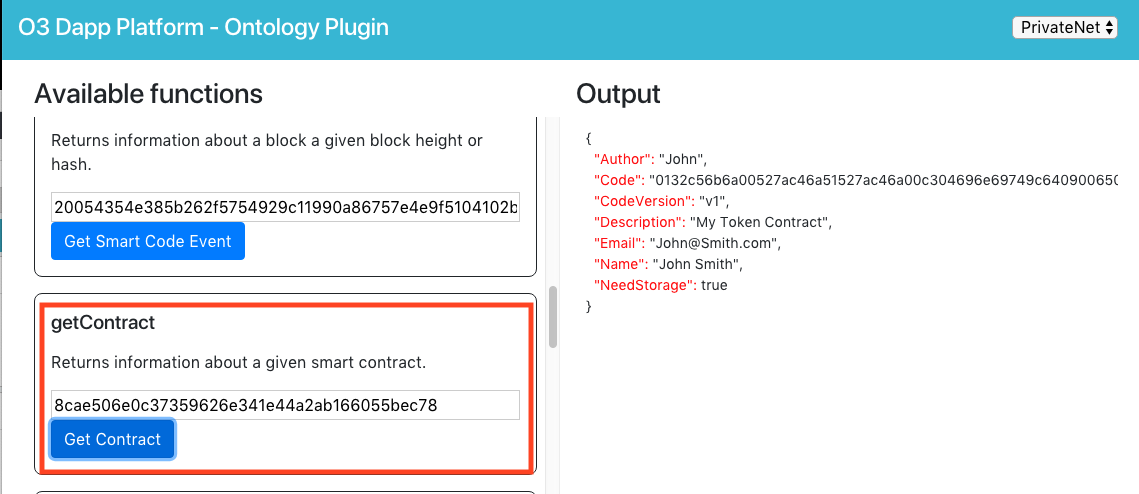 O3 Dapp Platform - Ontology Plugin
PrivateNet
Available functions
Returns information about a block a given block height or
hash.
20054354e385b262f5754929c11990a86757e4e9f5104102b
Get Smart Code Event
getContract
Returns information about a given smart contract.
8cae506e0c37359626e341e44a2ab166055bec78
Get Contract
Output
{
"Author": "John",
"Code": "0132c56b6a00527ac46a51527ac46a00c304696e69749c640900650
"CodeVersion": "v1",
"Description": "My Token Contract",
"Email": "John@Smith.com",
"Name": "John Smith",
"NeedStorage": true
}